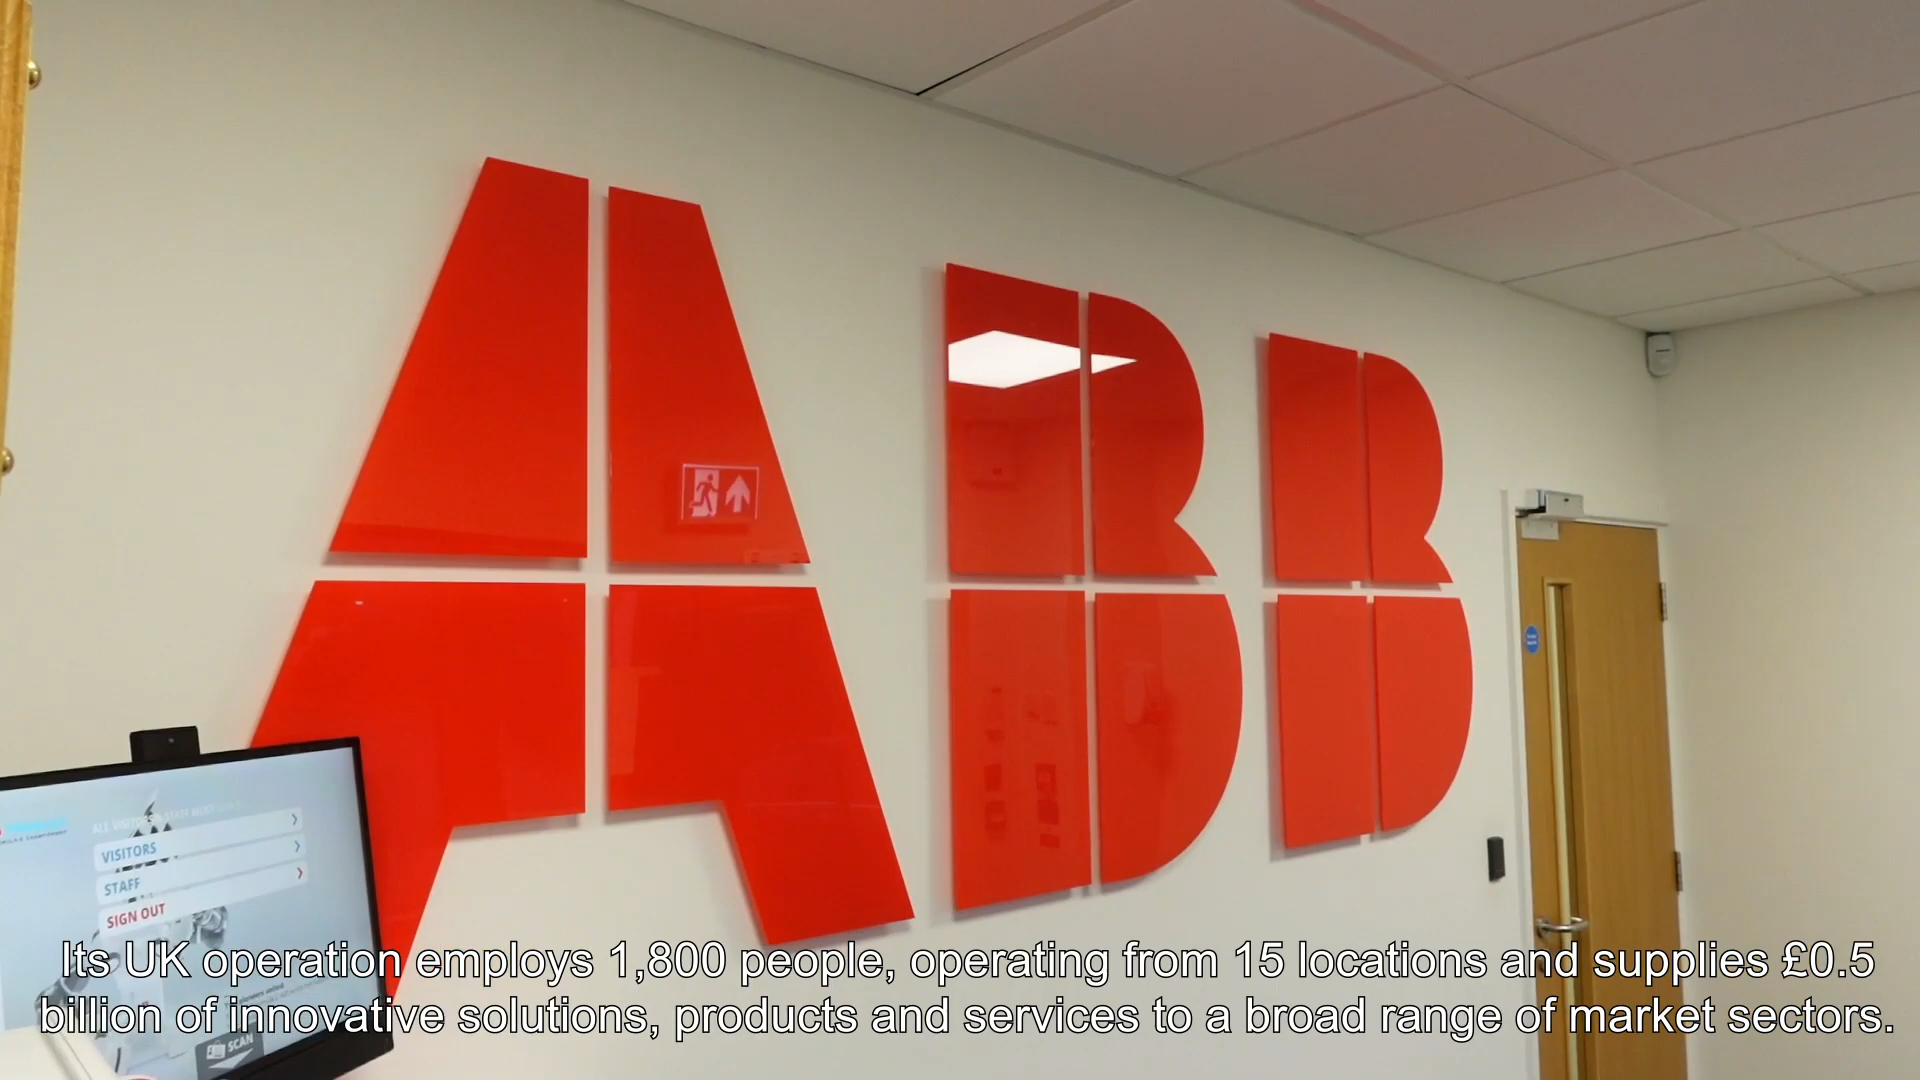 ABB
VISITORS
STAFF
SIGN OUT
SCAN
Its UK operation employs 1,800 people, operating from 15 locations and supplies £0.5
billion of innovative solutions, products and services to a broad range of market sectors.